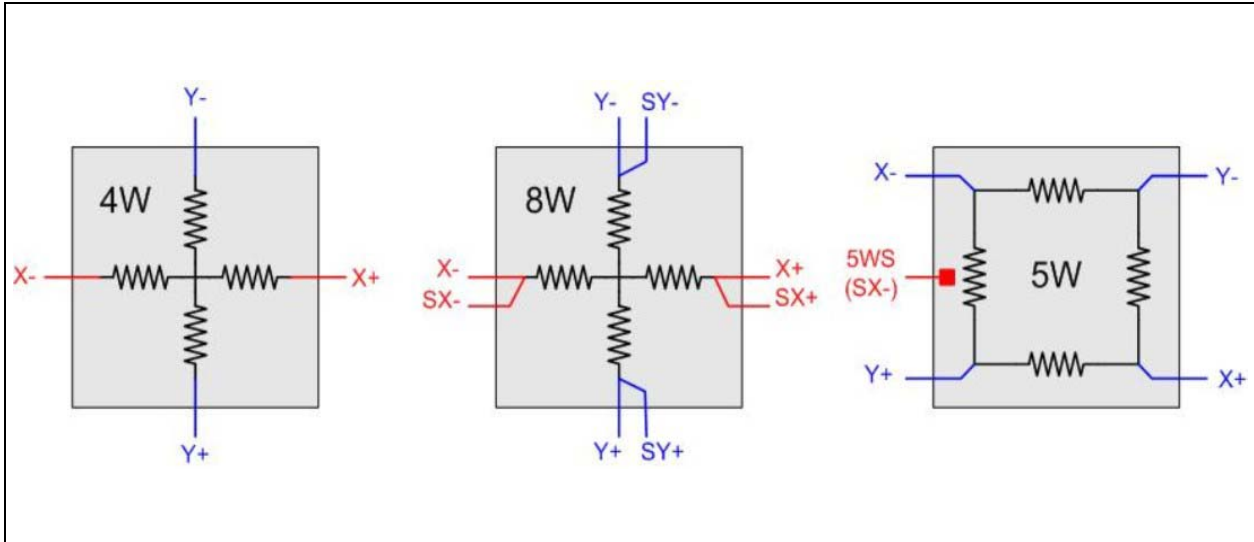 Y-
4W
X-
X+
Y+
Y- SY-
8W
X-
SX-
X+
SX+
Y+ SY+
X-
Y-
5WS
(SX-)
5W
Y+
X+